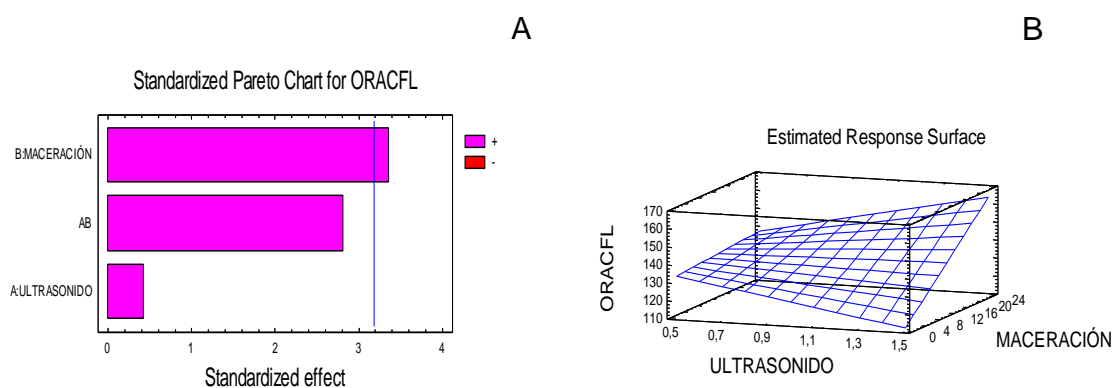 A
Standardized Pareto Chart for ORACFL
B:MACERACIÓN
AB
A:ULTRASONIDO
0 1 2 3 4
Standardized effect
+
-
B
Estimated Response Surface
ORACFL
170
160
150
140
130
120
110
0,5 0,7 0,9 1,1 1,3 1,5
ULTRASONIDO
0 4 8 12 16 20 24
MACERACIÓN